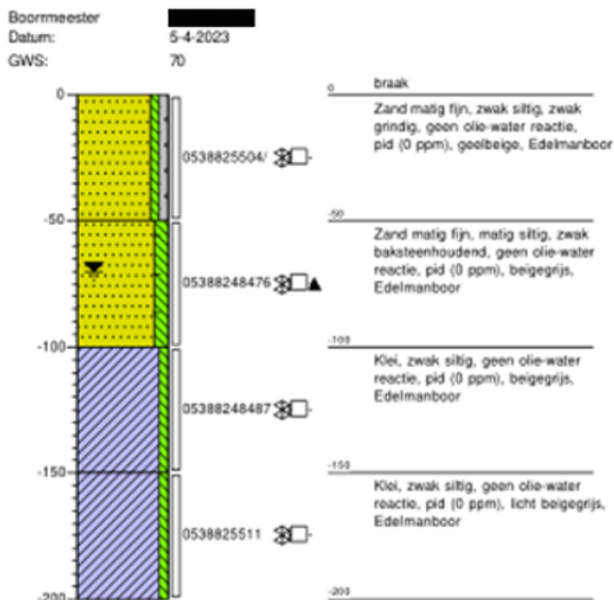 Boormeester
Datum: 5-4-2023
GWS: 70
braak
0
0
Zand matig fijn, zwak siltig, zwak
grindig, geen olie-water reactie,
pid (0 ppm), geelbeige, Edelmanboor
0538825504/
-50
-50
Zand matig fijn, matig siltig, zwak
baksteenhoudend, geen olie-water
reactie, pid (0 ppm), beigegrijs,
Edelmanboor
05388248476
-100
-100
Klei, zwak siltig, geen olie-water
reactie, pid (0 ppm), beigegrijs,
Edelmanboor
05388248487
-150
-150
Klei, zwak siltig, geen olie-water
reactie, pid (0 ppm), licht beigegrijs,
Edelmanboor
0538825511
-200
-200